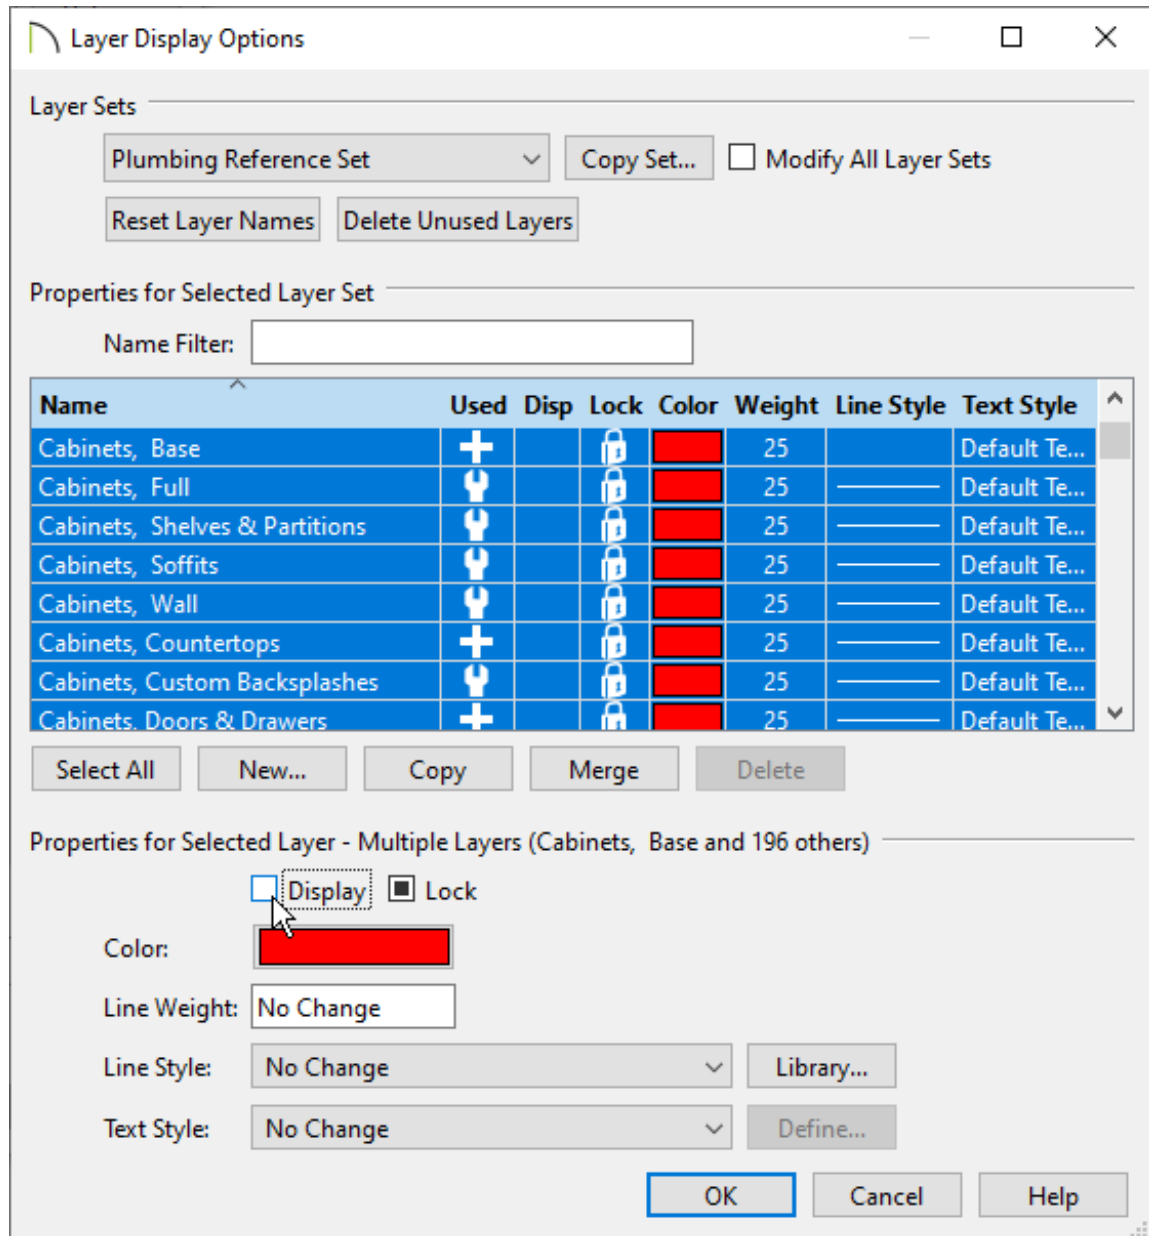 Layer Display Options
Layer Sets
Plumbing Reference Set Copy Set... Modify All Layer Sets
Reset Layer Names Delete Unused Layers
Properties for Selected Layer Set
Name Filter:
Name Used Disp Lock Color Weight Line Style Text Style
Cabinets,  Base 25 Default Te...
Cabinets,  Full 25 Default Te...
Cabinets,  Shelves & Partitions 25 Default Te...
Cabinets,  Soffits 25 Default Te...
Cabinets,  Wall 25 Default Te...
Cabinets, Countertops 25 Default Te...
Cabinets, Custom Backsplashes 25 Default Te...
Cabinets, Doors & Drawers 25 Default Te...
Select All New... Copy Merge Delete
Properties for Selected Layer - Multiple Layers (Cabinets,  Base and 196 others)
Display Lock
Color:
Line Weight: No Change
Line Style: No Change Library...
Text Style: No Change Define...
OK Cancel Help